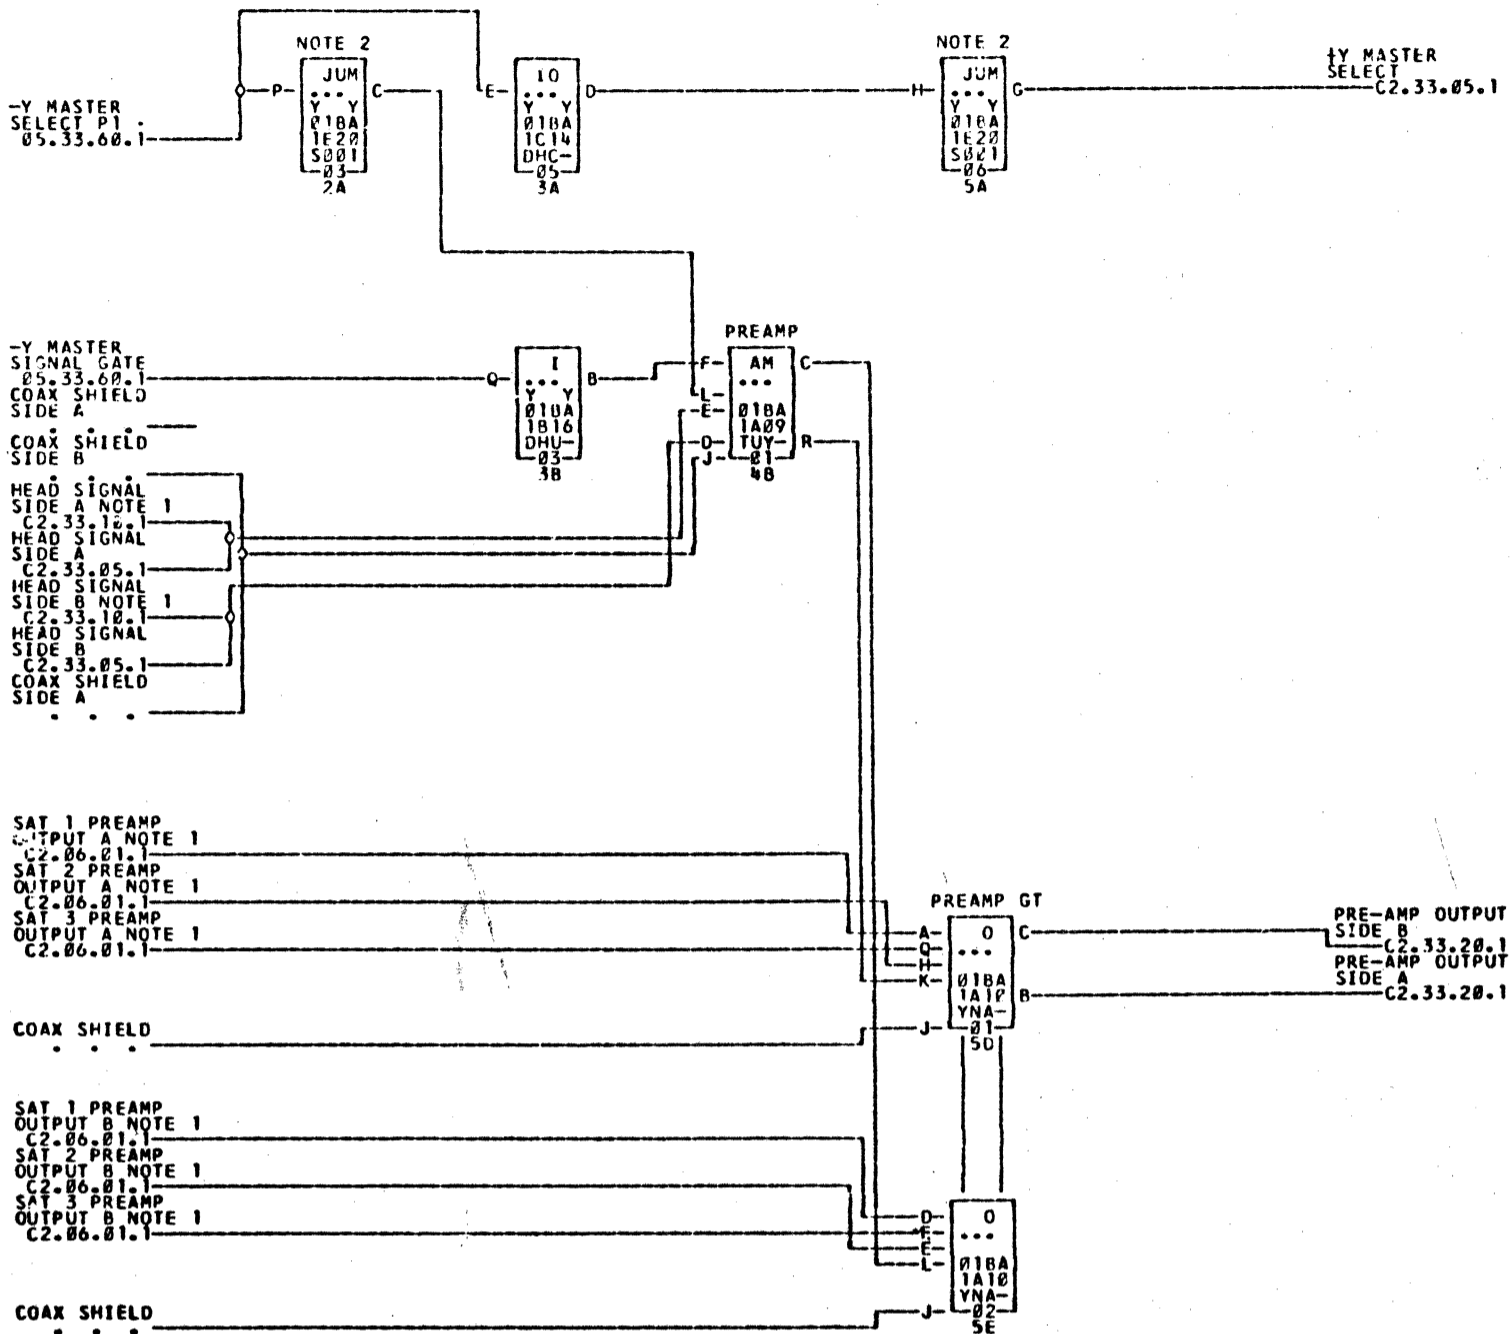 NOTE 2
JUM
...
Y Y
01BA
1E20
S001
03
2A
P
C
-Y MASTER
SELECT P1
05.33.60.1
E
IO
...
Y Y
01BA
1C14
DHC-
05
3A
D
NOTE 2
H
JUM
...
Y Y
01BA
1E20
S001
06
5A
G
+Y MASTER
SELECT
C2.33.05.1
-Y MASTER
SIGNAL GATE
05.33.60.1
COAX SHIELD
SIDE A
. . .
COAX SHIELD
SIDE B
. . .
HEAD SIGNAL
SIDE A NOTE 1
C2.33.10.1
HEAD SIGNAL
SIDE A
C2.33.05.1
HEAD SIGNAL
SIDE B NOTE 1
C2.33.10.1
HEAD SIGNAL
SIDE B
C2.33.05.1
COAX SHIELD
SIDE A
. . .
Q
I
...
Y Y
01BA
1B16
DHU-
03
3B
B
PREAMP
F
L
E
D
J
AM
...
01BA
1A09
TUY-
01
4B
C
R
SAT 1 PREAMP
OUTPUT A NOTE 1
C2.06.01.1
SAT 2 PREAMP
OUTPUT A NOTE 1
C2.06.01.1
SAT 3 PREAMP
OUTPUT A NOTE 1
C2.06.01.1
COAX SHIELD
. . .
PREAMP GT
A
Q
H
K
J
O
...
01BA
1A10
YNA-
01
5D
C
B
PRE-AMP OUTPUT
SIDE B
C2.33.20.1
PRE-AMP OUTPUT
SIDE A
C2.33.20.1
SAT 1 PREAMP
OUTPUT B NOTE 1
C2.06.01.1
SAT 2 PREAMP
OUTPUT B NOTE 1
C2.06.01.1
SAT 3 PREAMP
OUTPUT B NOTE 1
C2.06.01.1
COAX SHIELD
. . .
D
F
E
L
J
O
...
01BA
1A10
YNA-
02
5E